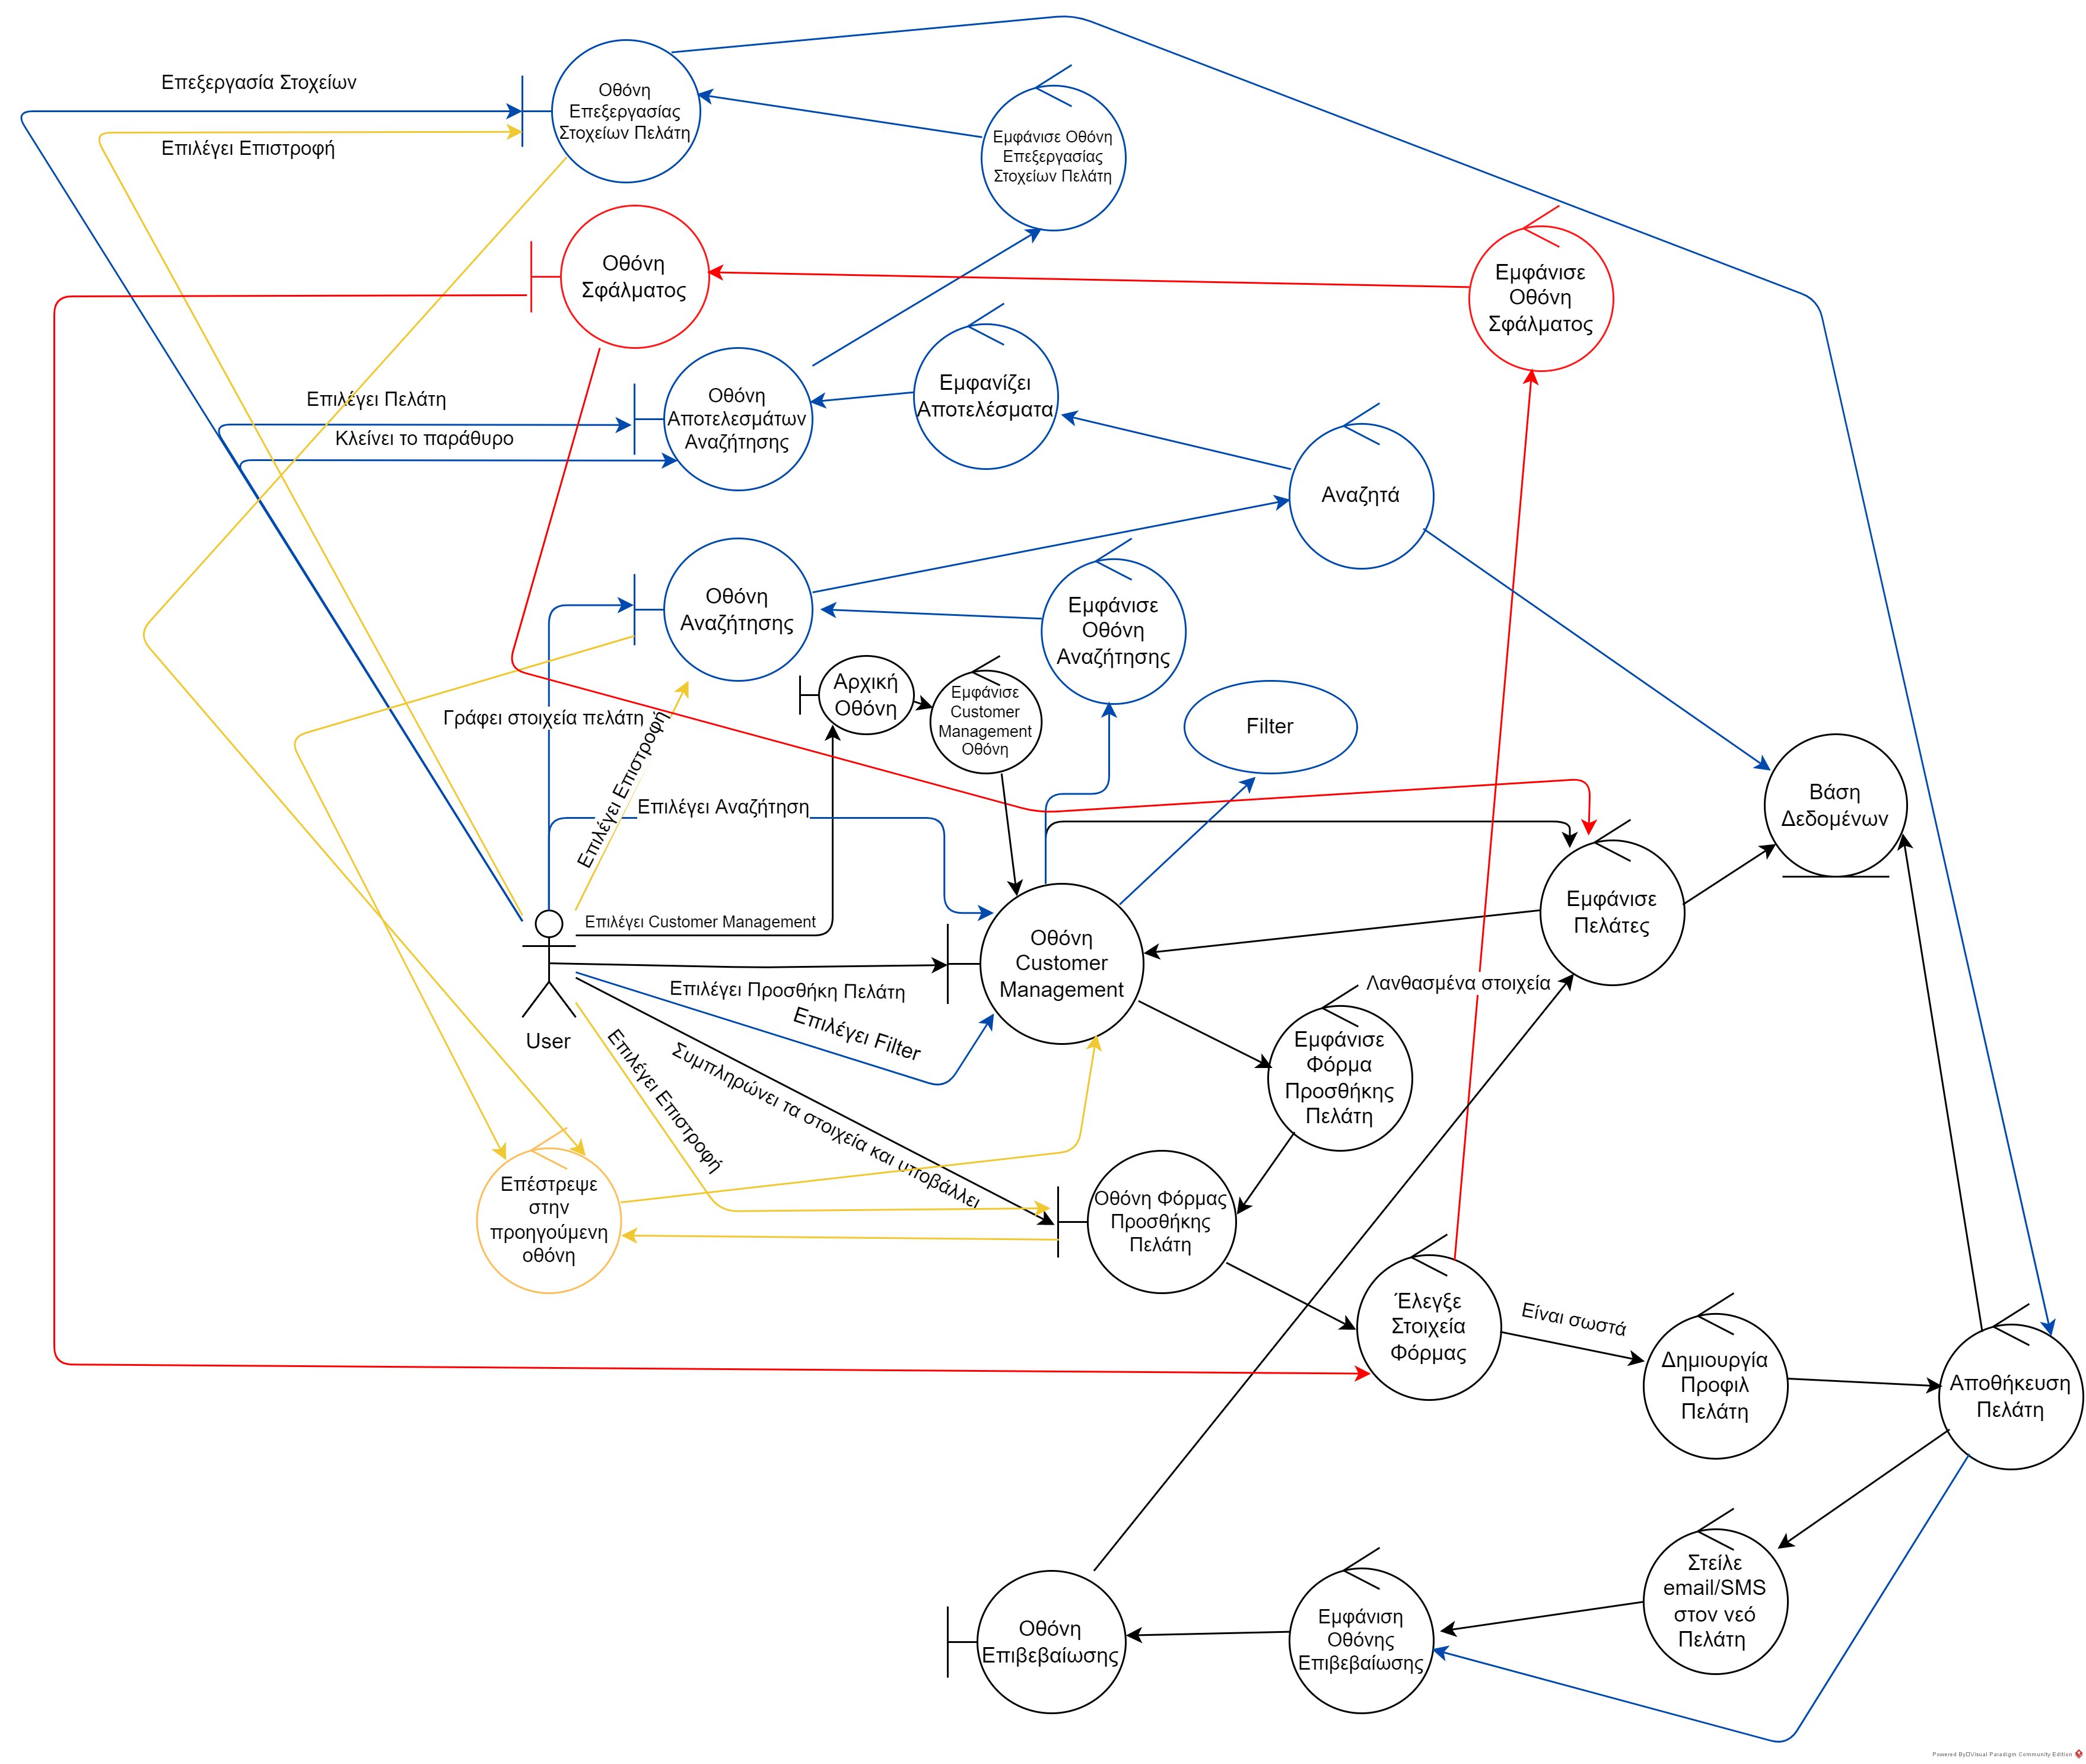 Επεξεργασία Στοχείων
Επιλέγει Επιστροφή
Οθόνη
Επεξεργασίας
Στοχείων Πελάτη
Εμφάνισε Οθόνη
Επεξεργασίας
Στοχείων Πελάτη
Οθόνη
Σφάλματος
Εμφάνισε
Οθόνη
Σφάλματος
Επιλέγει Πελάτη
Κλείνει το παράθυρο
Οθόνη
Αποτελεσμάτων
Αναζήτησης
Εμφανίζει
Αποτελέσματα
Αναζητά
Οθόνη
Αναζήτησης
Εμφάνισε
Οθόνη
Αναζήτησης
Γράφει στοιχεία πελάτη
Επιλέγει Επιστροφή
Αρχική
Οθόνη
Εμφάνισε
Customer
Management
Οθόνη
Filter
Επιλέγει Αναζήτηση
Βάση
Δεδομένων
Επιλέγει Customer Management
Οθόνη
Customer
Management
Εμφάνισε
Πελάτες
Επιλέγει Προσθήκη Πελάτη
Επιλέγει Filter
Λανθασμένα στοιχεία
User
Επιλέγει Επιστροφή
Συμπληρώνει τα στοιχεία και υποβάλλει
Εμφάνισε
Φόρμα
Προσθήκης
Πελάτη
Επέστρεψε
στην
προηγούμενη
οθόνη
Οθόνη Φόρμας
Προσθήκης
Πελάτη
Έλεγξε
Στοιχεία
Φόρμας
Είναι σωστά
Δημιουργία
Προφιλ
Πελάτη
Αποθήκευση
Πελάτη
Στείλε
email/SMS
στον νεό
Πελάτη
Εμφάνιση
Οθόνης
Επιβεβαίωσης
Οθόνη
Επιβεβαίωσης
Powered By□Visual Paradigm Community Edition